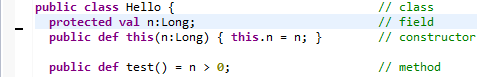 public class Hello { // class
protected val n:Long; // field
public def this(n:Long) { this.n = n; } // constructor
public def test() = n > 0; // method